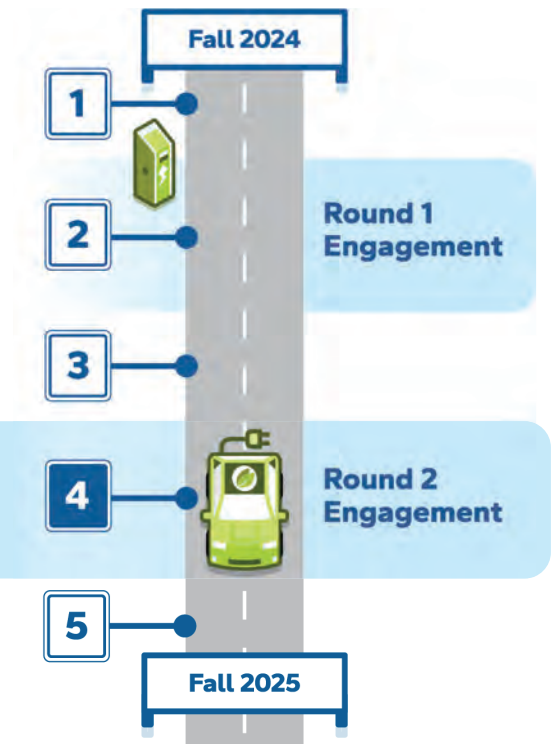 Fall 2024
1
2
Round 1
Engagement
3
4
Round 2
Engagement
5
Fall 2025